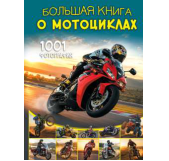 БОЛЬШАЯ КНИГА
О МОТОЦИКЛАХ
1001
ФОТОГРАФИЯ